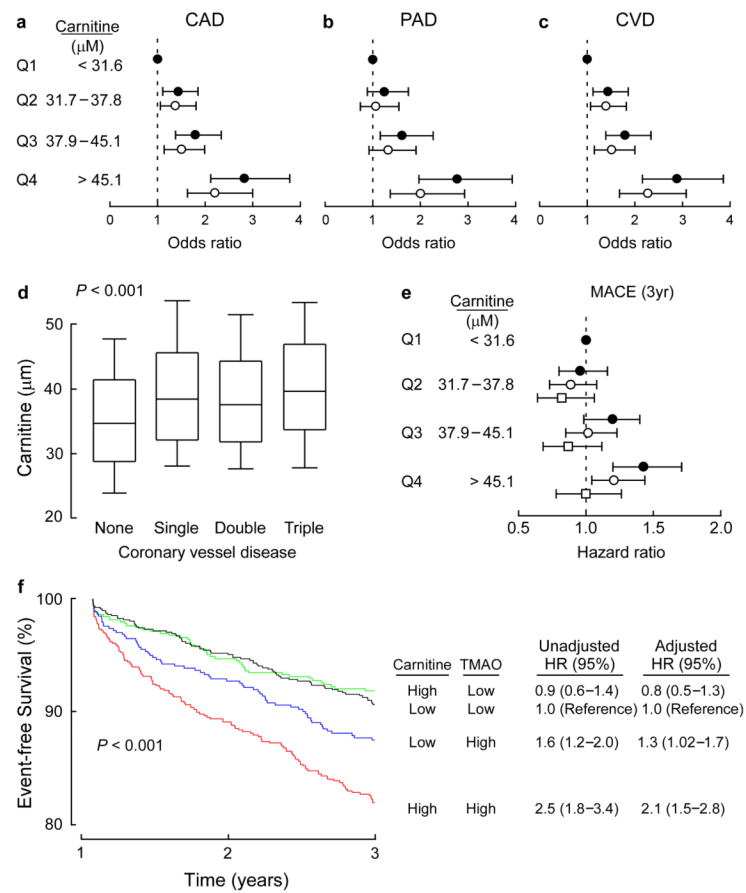 a CAD b PAD c CVD
Carnitine
(μM)
Q1 < 31.6
Q2 31.7–37.8
Q3 37.9–45.1
Q4 > 45.1
0 1 2 3 4 0 1 2 3 4 0 1 2 3 4
Odds ratio Odds ratio Odds ratio
d P < 0.001
Carnitine (μm)
50
40
30
20
None Single Double Triple
Coronary vessel disease
e MACE (3yr)
Carnitine
(μM)
Q1 < 31.6
Q2 31.7–37.8
Q3 37.9–45.1
Q4 > 45.1
0.5 1.0 1.5 2.0
Hazard ratio
f
Event-free Survival (%)
100
90
80
P < 0.001
1 2 3
Time (years)
Unadjusted Adjusted
Carnitine TMAO HR (95%) HR (95%)
High Low 0.9 (0.6–1.4) 0.8 (0.5–1.3)
Low Low 1.0 (Reference) 1.0 (Reference)
Low High 1.6 (1.2–2.0) 1.3 (1.02–1.7)
High High 2.5 (1.8–3.4) 2.1 (1.5–2.8)